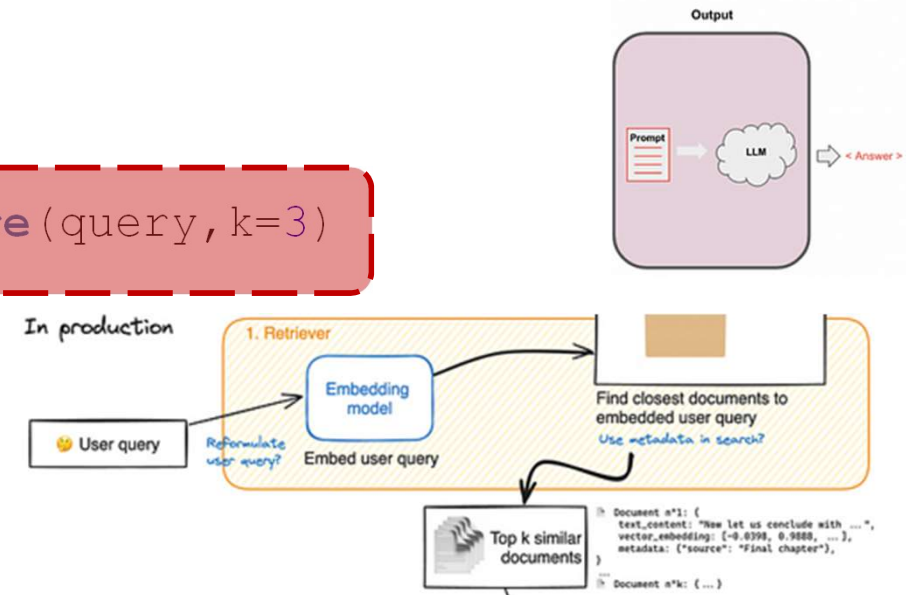 Output
Prompt
LLM
< Answer >
e(query,k=3)
In production
1. Retriever
Embedding
model
Find closest documents to
embedded user query
Use metadata in search?
🤔 User query
Reformulate
user query?
Embed user query
Top k similar
documents
Document n°1: {
text_content: "Now let us conclude with ...",
vector_embedding: [-0.0398, 0.9888, ...],
metadata: {"source": "Final chapter"},
}
...
Document n°k: {...}